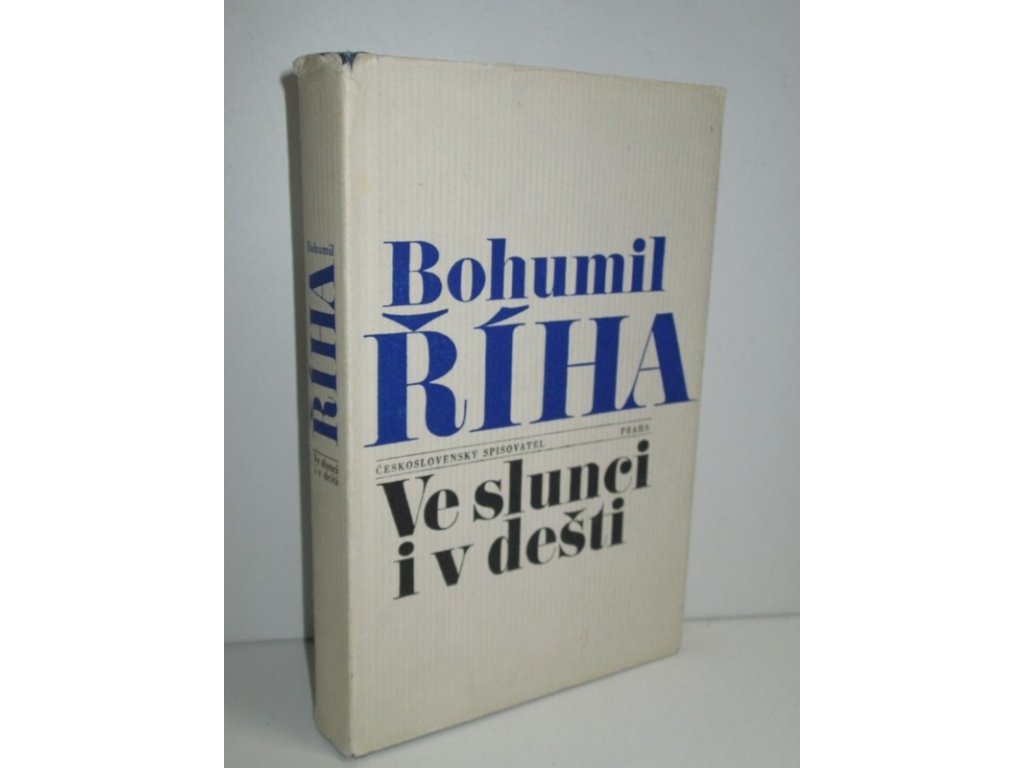 Bohumil
ŘÍHA
Ve slunci
i v dešti
Bohumil
ŘÍHA
ČESKOSLOVENSKÝ SPISOVATEL PRAHA
Ve slunci
i v dešti